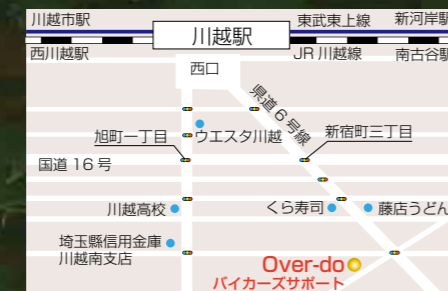 川越市駅
東武東上線
新河岸駅
川越駅
西川越駅
JR川越線
南古谷駅
西口
県道6号線
旭町一丁目
ウエスタ川越
新宿町三丁目
国道16号
川越高校
くら寿司
藤店うどん
埼玉縣信用金庫
川越南支店
Over-do
バイカーズサポート